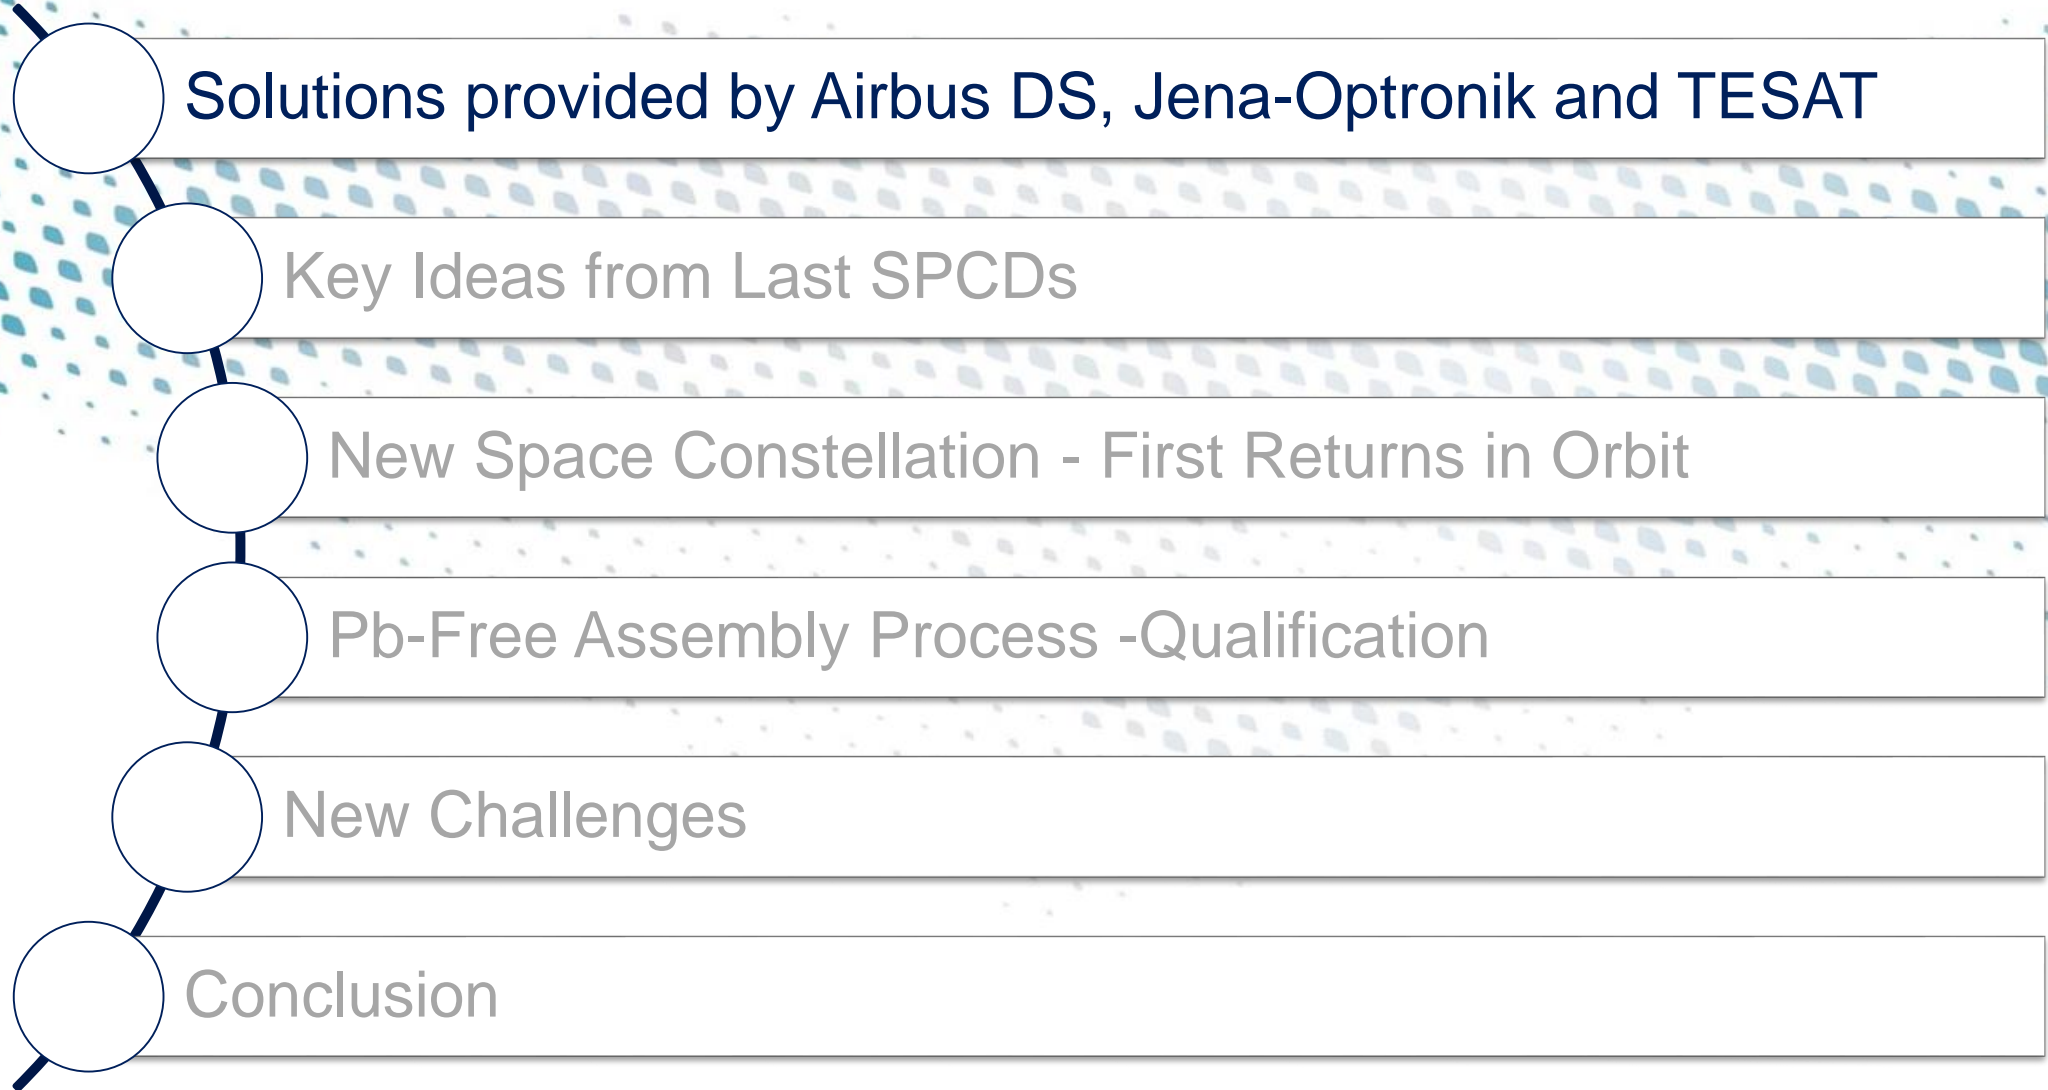 Solutions provided by Airbus DS, Jena-Optronik and TESAT
Key Ideas from Last SPCDs
New Space Constellation - First Returns in Orbit
Pb-Free Assembly Process -Qualification
New Challenges
Conclusion